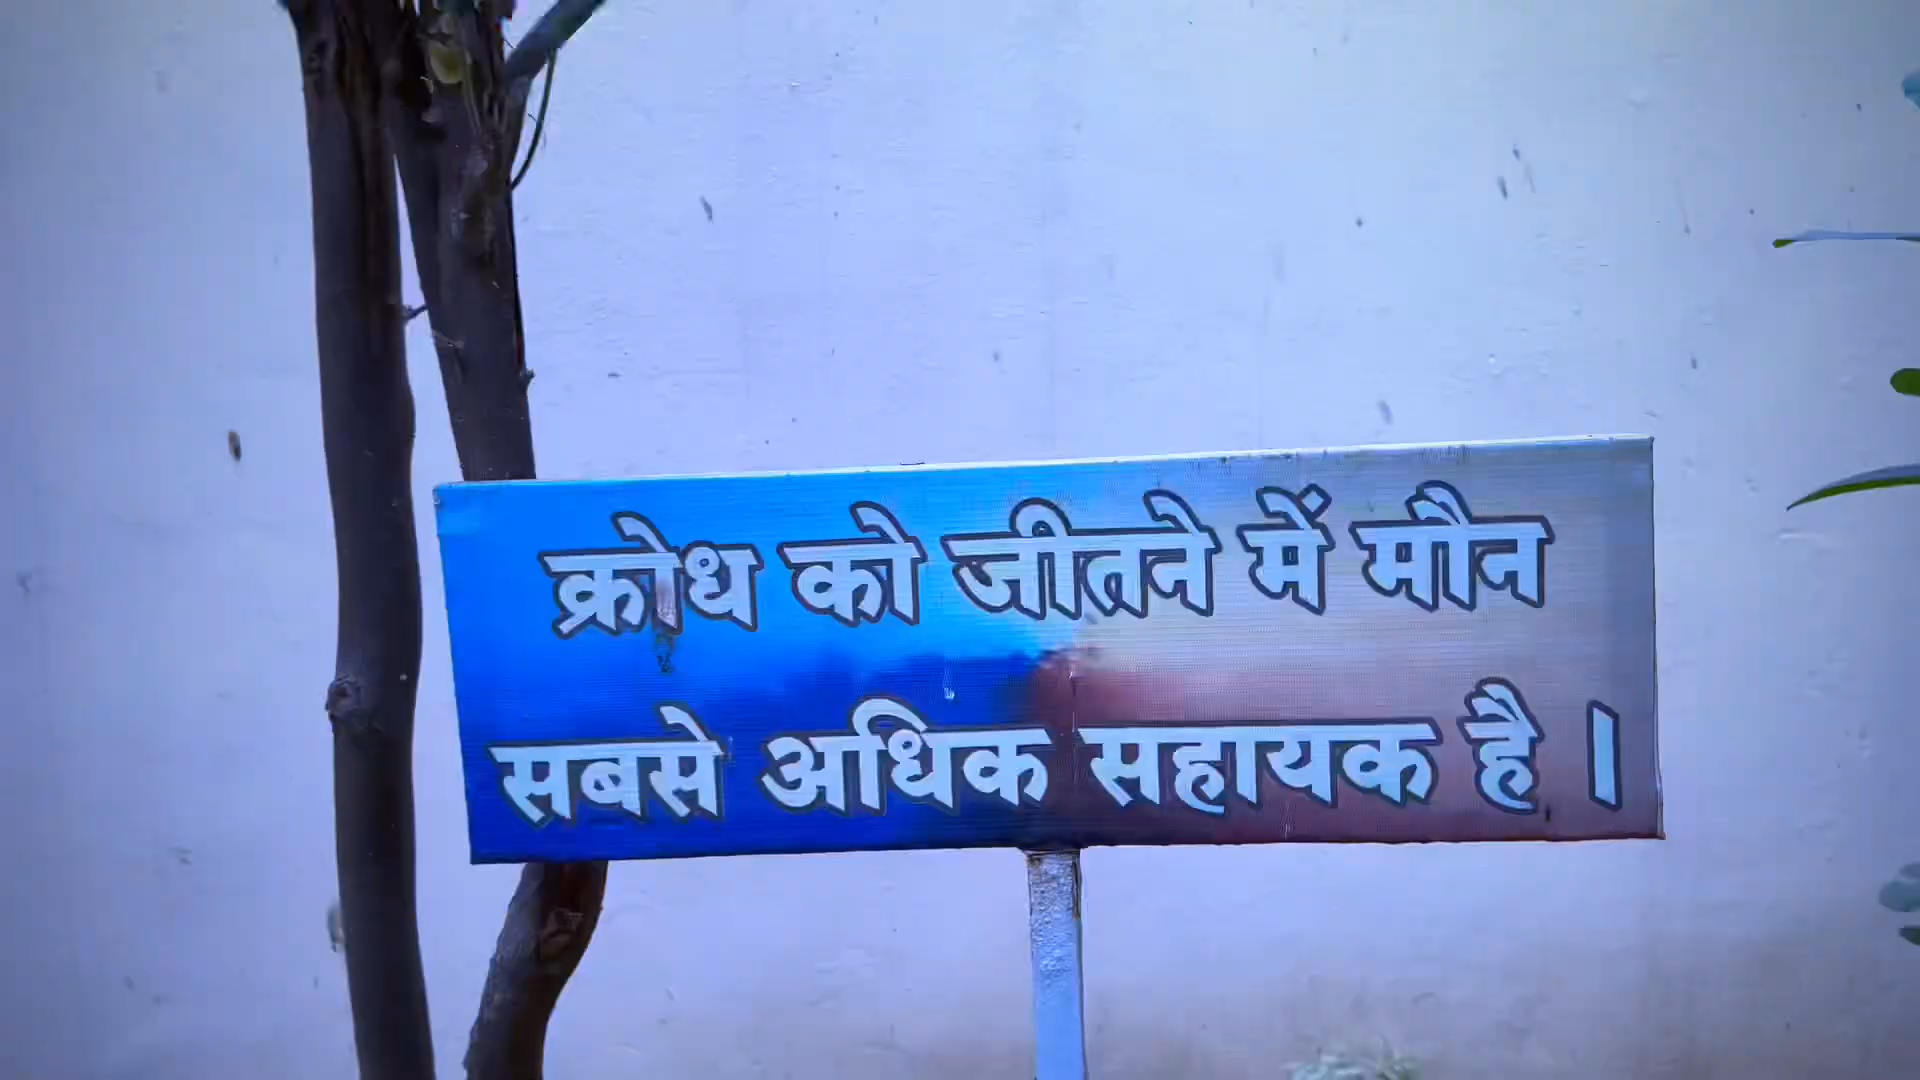 क्रोध को जीतने में मौन
सबसे अधिक सहायक है ।